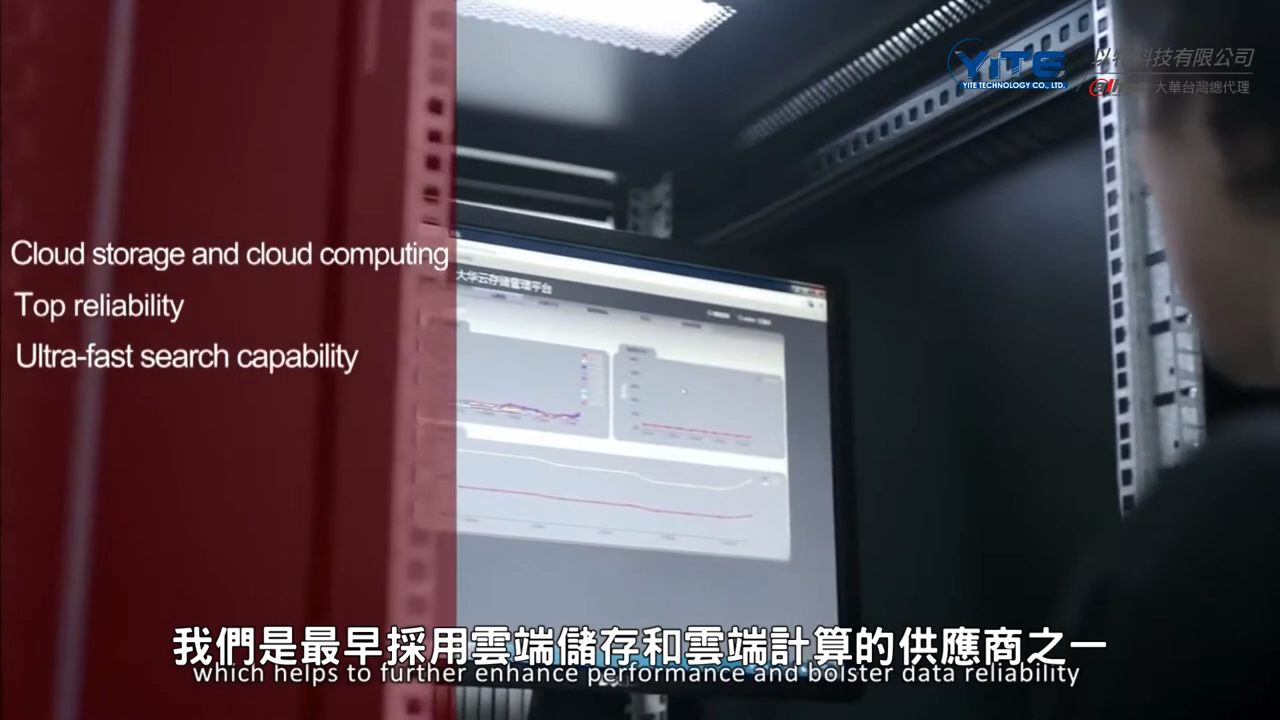 YiTE
YITE TECHNOLOGY CO., LTD.
以特科技有限公司
大華台灣總代理
Cloud storage and cloud computing
Top reliability
Ultra-fast search capability
大华云存储管理平台
我們是最早採用雲端儲存和雲端計算的供應商之一
which helps to further enhance performance and bolster data reliability